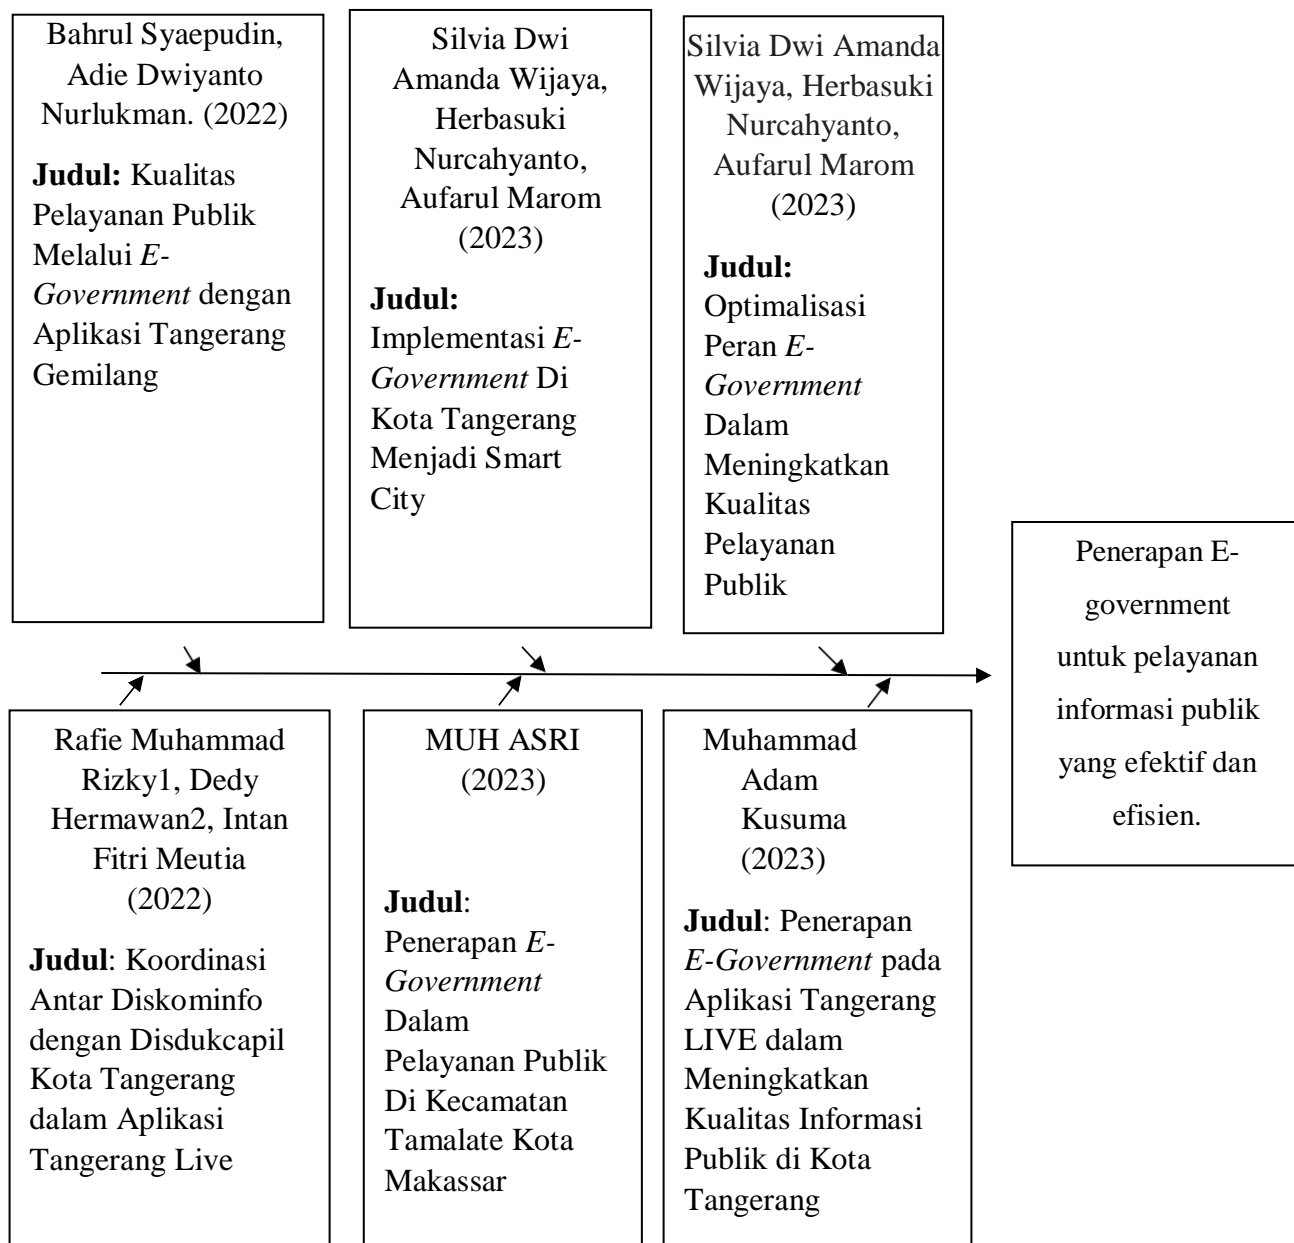 Bahrul Syaepudin,
Adie Dwiyanto
Nurlukman. (2022)
Judul: Kualitas
Pelayanan Publik
Melalui E-
Government dengan
Aplikasi Tangerang
Gemilang
Silvia Dwi
Amanda Wijaya,
Herbasuki
Nurcahyanto,
Aufarul Marom
(2023)
Judul:
Implementasi E-
Government Di
Kota Tangerang
Menjadi Smart
City
Silvia Dwi Amanda
Wijaya, Herbasuki
Nurcahyanto,
Aufarul Marom
(2023)
Judul:
Optimalisasi
Peran E-
Government
Dalam
Meningkatkan
Kualitas
Pelayanan
Publik
Penerapan E-
government
untuk pelayanan
informasi publik
yang efektif dan
efisien.
Rafie Muhammad
Rizky1, Dedy
Hermawan2, Intan
Fitri Meutia
(2022)
Judul: Koordinasi
Antar Diskominfo
dengan Disdukcapil
Kota Tangerang
dalam Aplikasi
Tangerang Live
MUH ASRI
(2023)
Judul:
Penerapan E-
Government
Dalam
Pelayanan Publik
Di Kecamatan
Tamalate Kota
Makassar
Muhammad
Adam
Kusuma
(2023)
Judul: Penerapan
E-Government pada
Aplikasi Tangerang
LIVE dalam
Meningkatkan
Kualitas Informasi
Publik di Kota
Tangerang